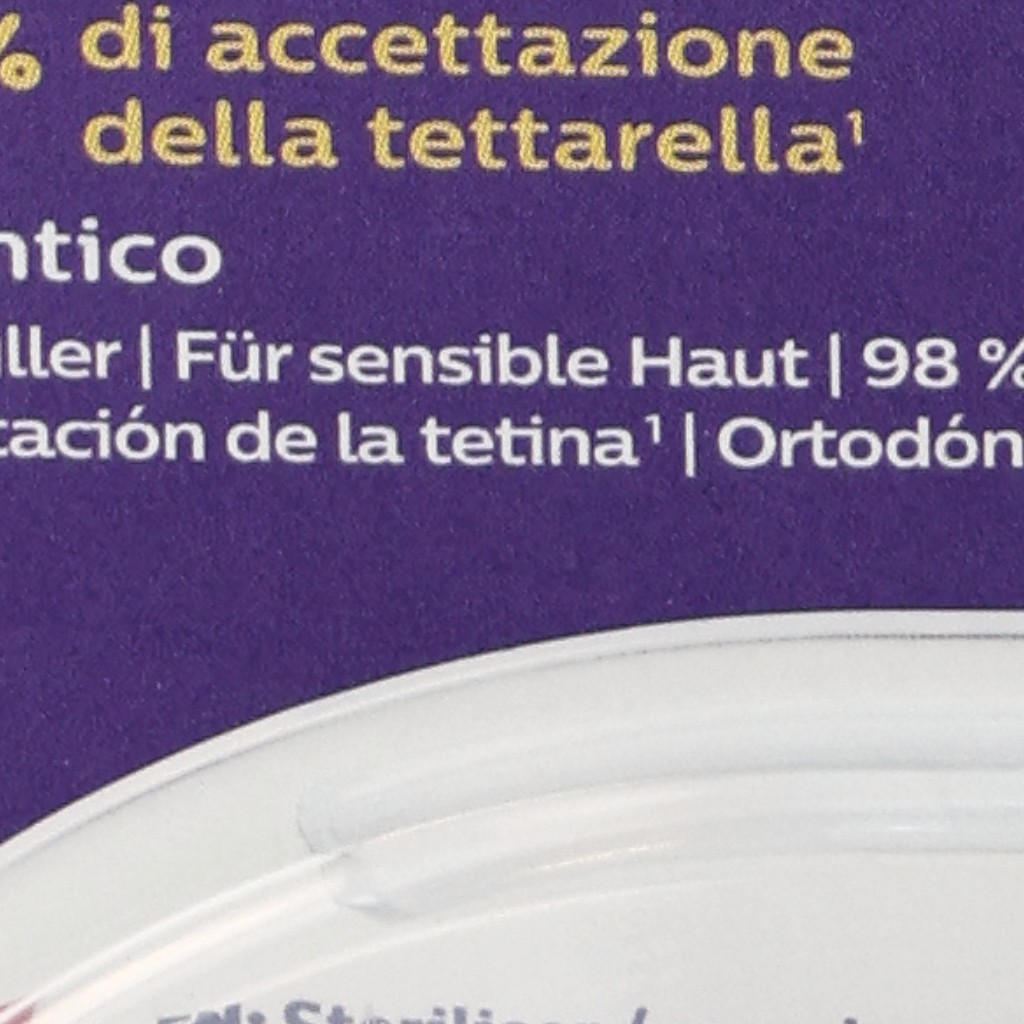 % di accettazione
della tettarella¹
ntico
ller | Für sensible Haut | 98 %
tación de la tetina¹ | Ortodón